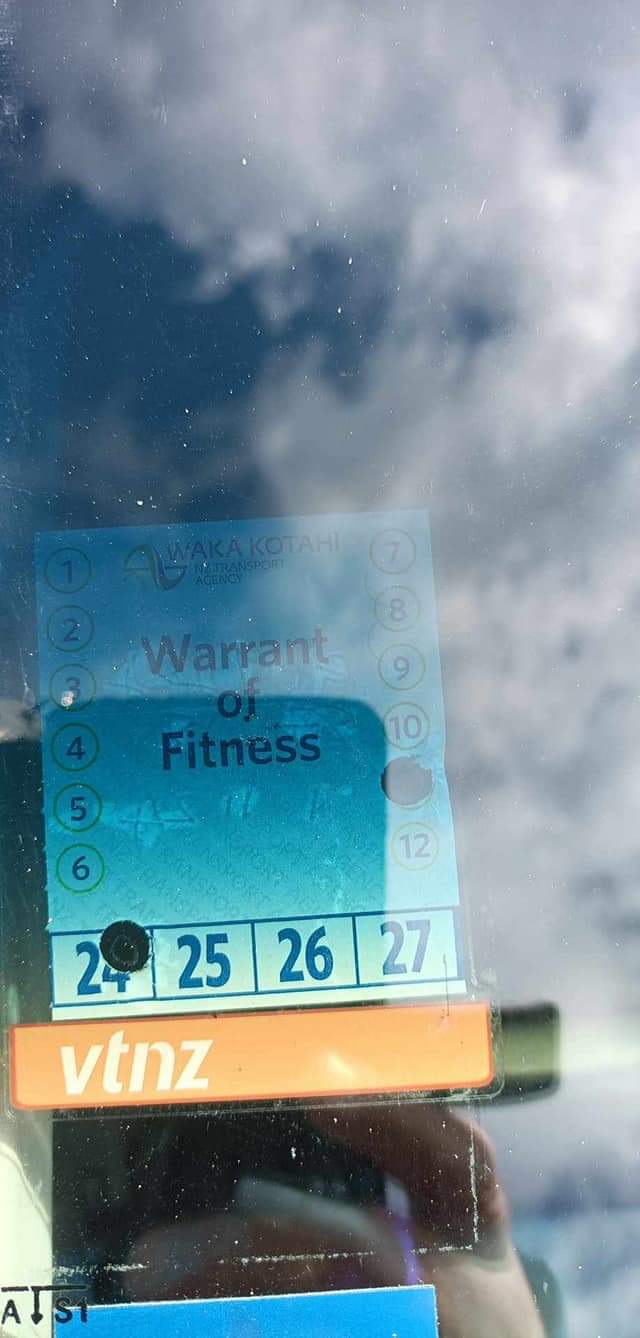 WAKA KOTAHI
NZ TRANSPORT
AGENCY
Warrant
of
Fitness
1
2
3
4
5
6
7
8
9
10
12
24 25 26 27
vtnz
A S1